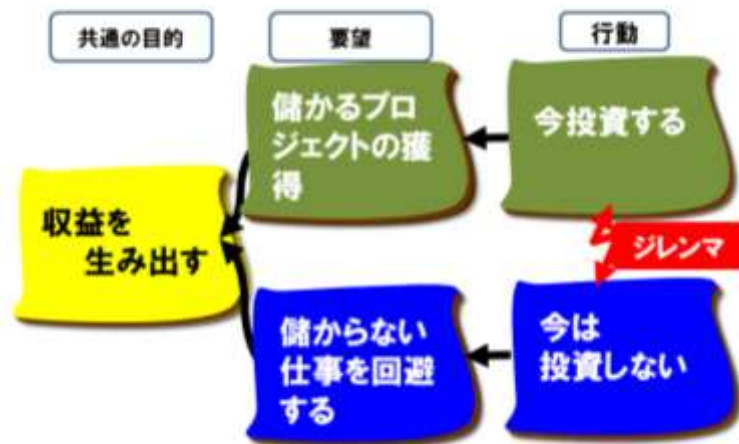 共通の目的
要望
行動
儲かるプロ
ジェクトの獲
得
今投資する
収益を
生み出す
ジレンマ
儲からない
仕事を回避
する
今は
投資しない